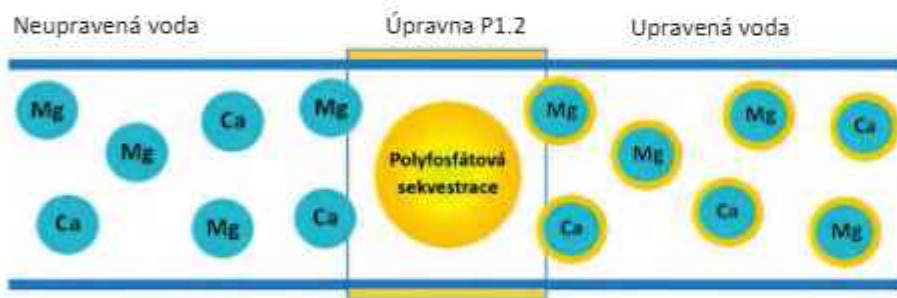 Neupravená voda
Úpravna P1.2
Upravená voda
Mg
Mg
Ca
Mg
Ca
Mg
Ca
Polyfosfátová
sekvestrace
Mg
Mg
Mg
Ca
Ca
Ca
Mg